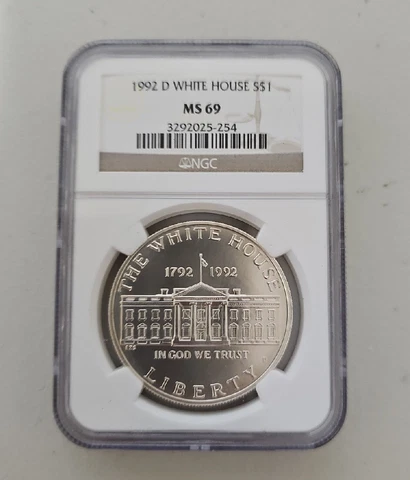 1992 D WHITE HOUSE S$1
MS 69
3292025-254
NGC
THE WHITE HOUSE
1792 1992
IN GOD WE TRUST
LIBERTY